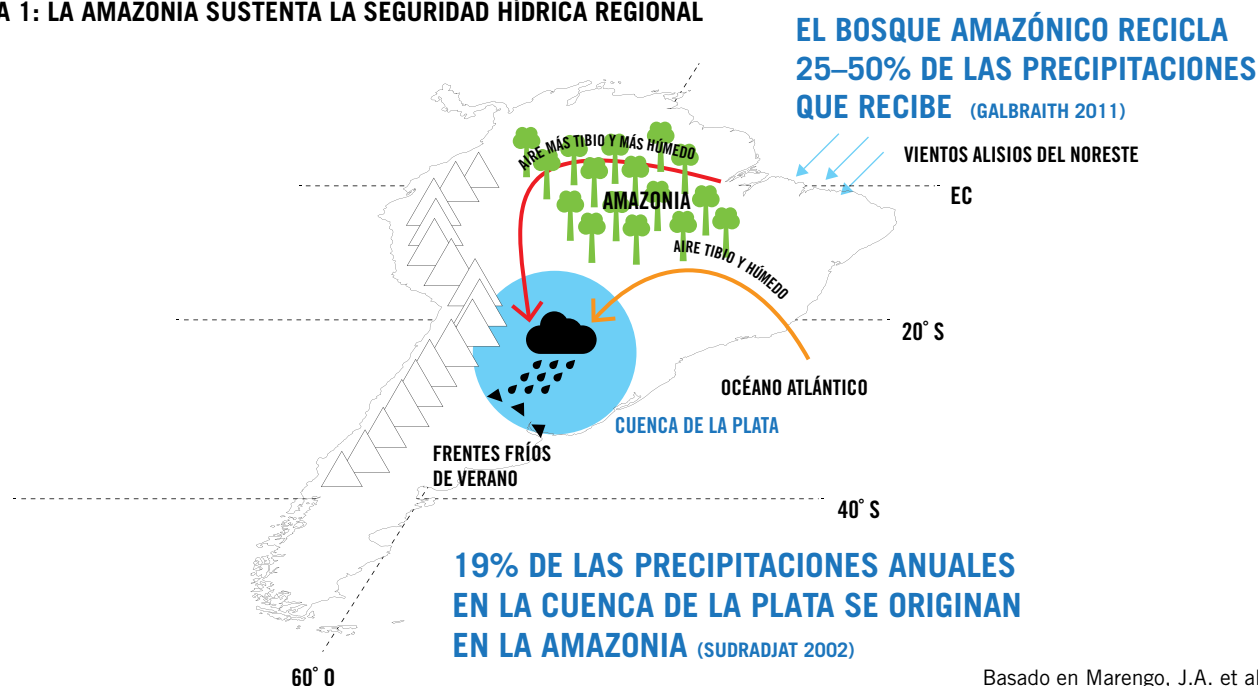 A 1: LA AMAZONIA SUSTENTA LA SEGURIDAD HÍDRICA REGIONAL
EL BOSQUE AMAZÓNICO RECICLA
25–50% DE LAS PRECIPITACIONES
QUE RECIBE (GALBRAITH 2011)
VIENTOS ALISIOS DEL NORESTE
AIRE MÁS TIBIO Y MÁS HÚMEDO
EC
AMAZONIA
AIRE TIBIO Y HÚMEDO
20° S
OCÉANO ATLÁNTICO
CUENCA DE LA PLATA
FRENTES FRÍOS
DE VERANO
40° S
19% DE LAS PRECIPITACIONES ANUALES
EN LA CUENCA DE LA PLATA SE ORIGINAN
EN LA AMAZONIA (SUDRADJAT 2002)
60° O
Basado en Marengo, J.A. et al